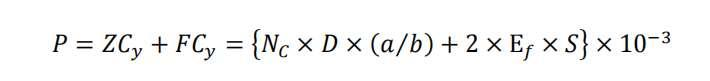 P = ZC_y + FC_y = {N_C × D × (a/b) + 2 × E_f × S} × 10⁻³